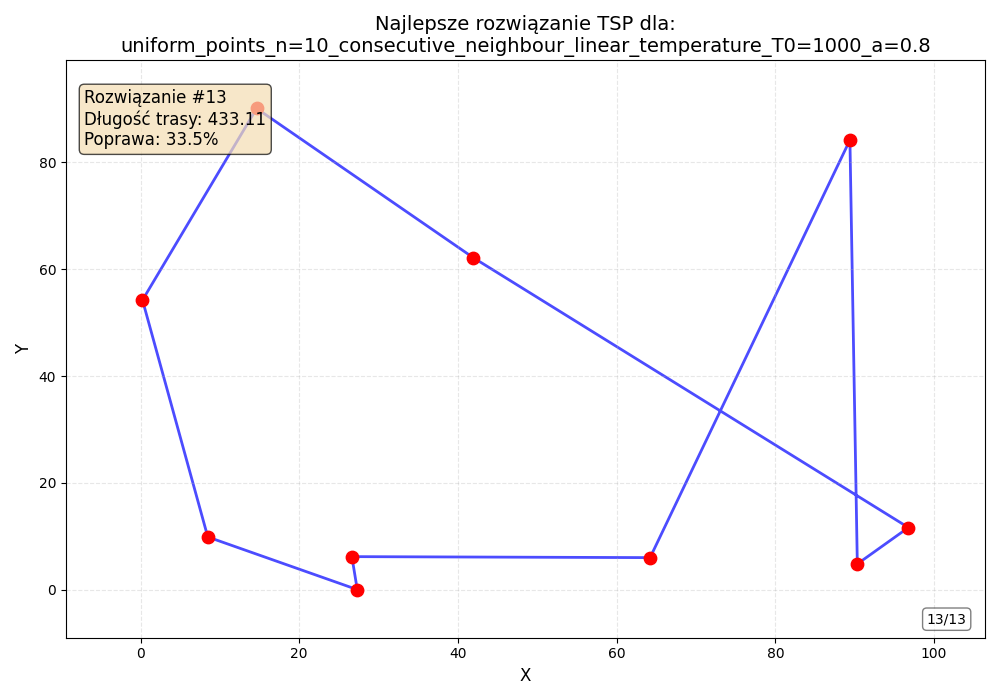 Najlepsze rozwiązanie TSP dla:
uniform_points_n=10_consecutive_neighbour_linear_temperature_T0=1000_a=0.8
Rozwiązanie #13
Długość trasy: 433.11
Poprawa: 33.5%
80
60
40
20
0
Y
13/13
0 20 40 60 80 100
X